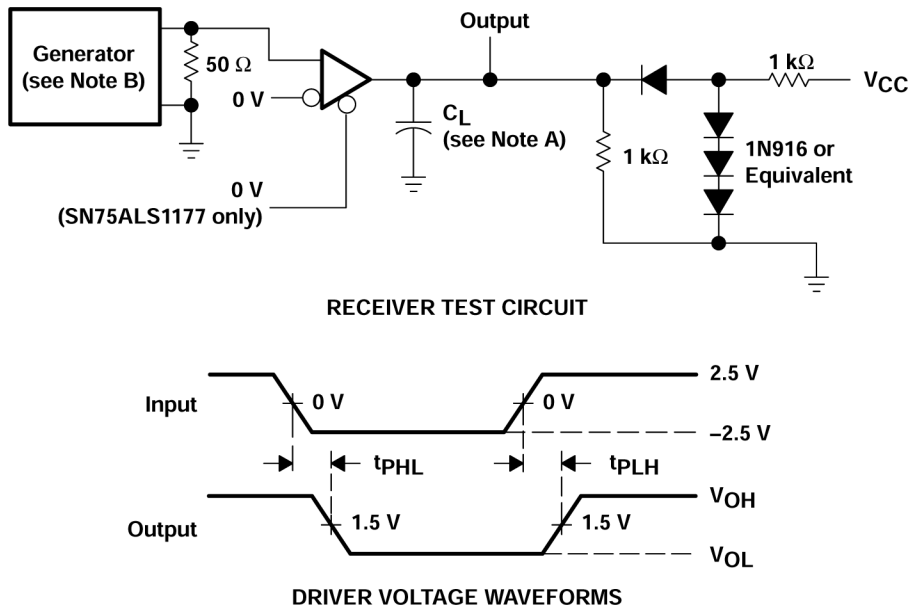 Output
Generator
(see Note B)
50 Ω
0 V
CL
(see Note A)
1 kΩ
VCC
1 kΩ
1N916 or
Equivalent
0 V
(SN75ALS1177 only)
RECEIVER TEST CIRCUIT
Input
0 V
0 V
2.5 V
–2.5 V
tPHL
tPLH
Output
1.5 V
1.5 V
VOH
VOL
DRIVER VOLTAGE WAVEFORMS